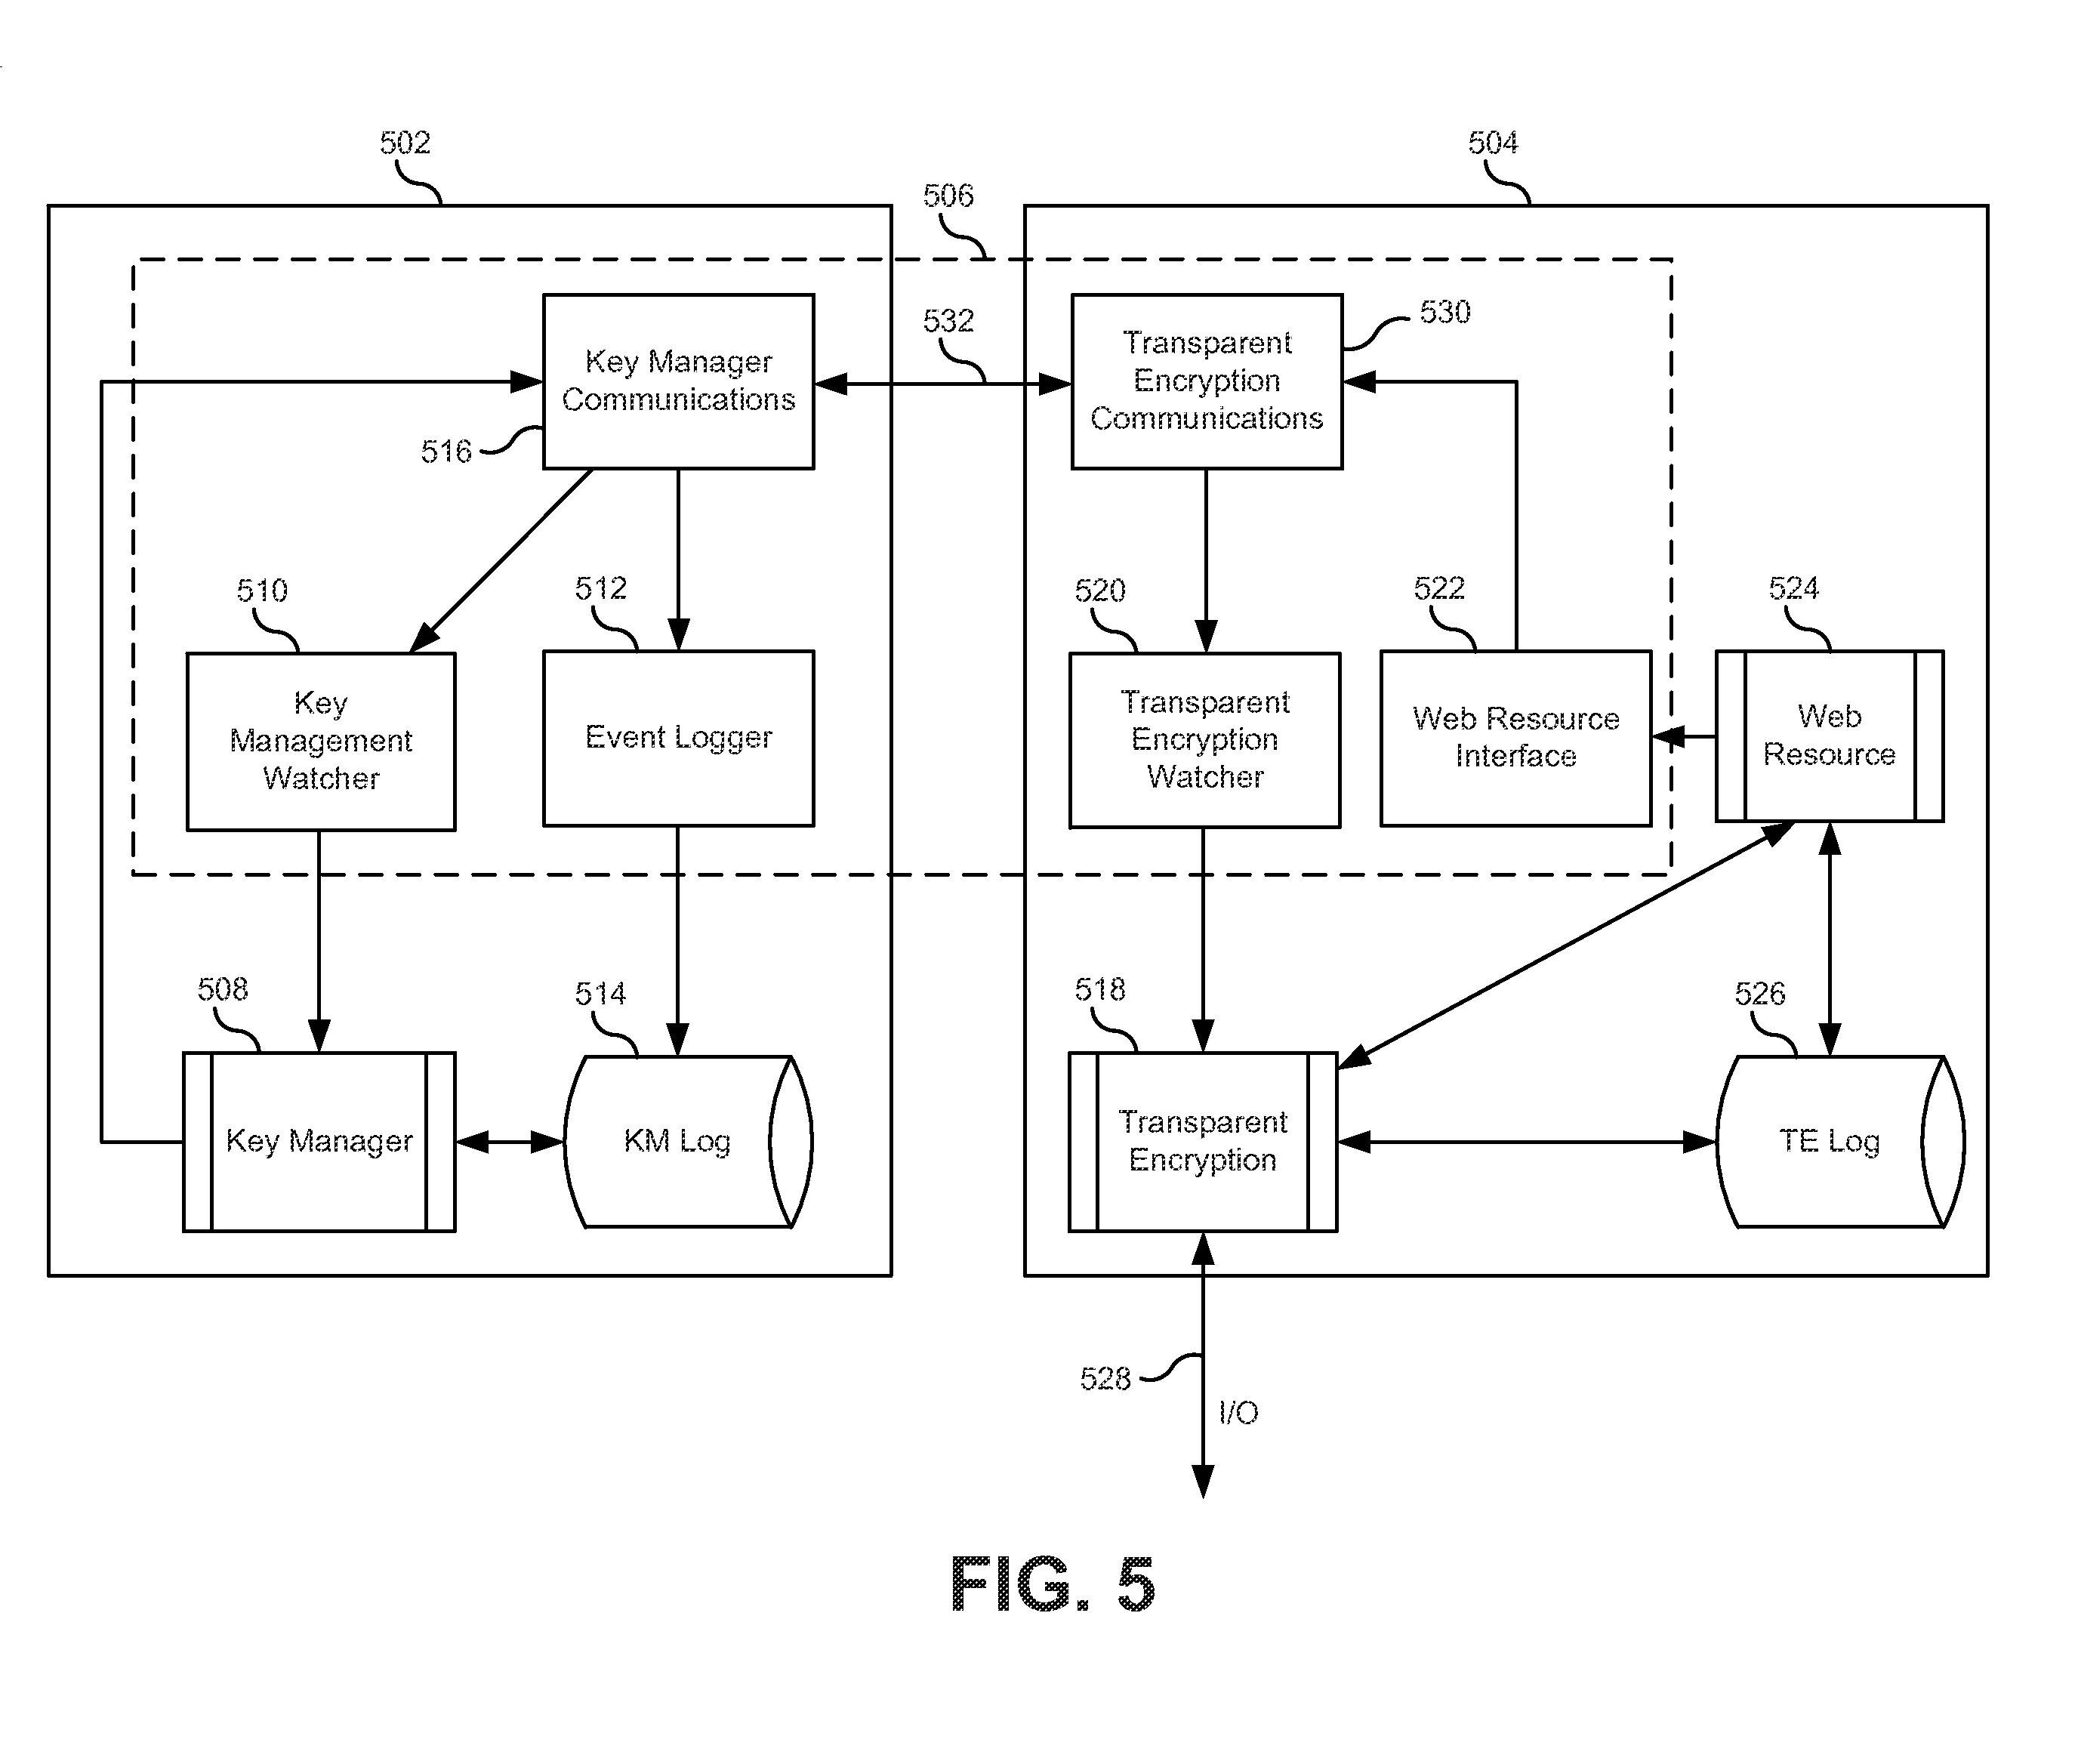 502
504
506
532
530
Key Manager
Communications
516
Transparent
Encryption
Communications
510
512
520
522
524
Key
Management
Watcher
Event Logger
Transparent
Encryption
Watcher
Web Resource
Interface
Web
Resource
508
514
518
526
Key Manager
KM Log
Transparent
Encryption
TE Log
528
I/O
FIG. 5